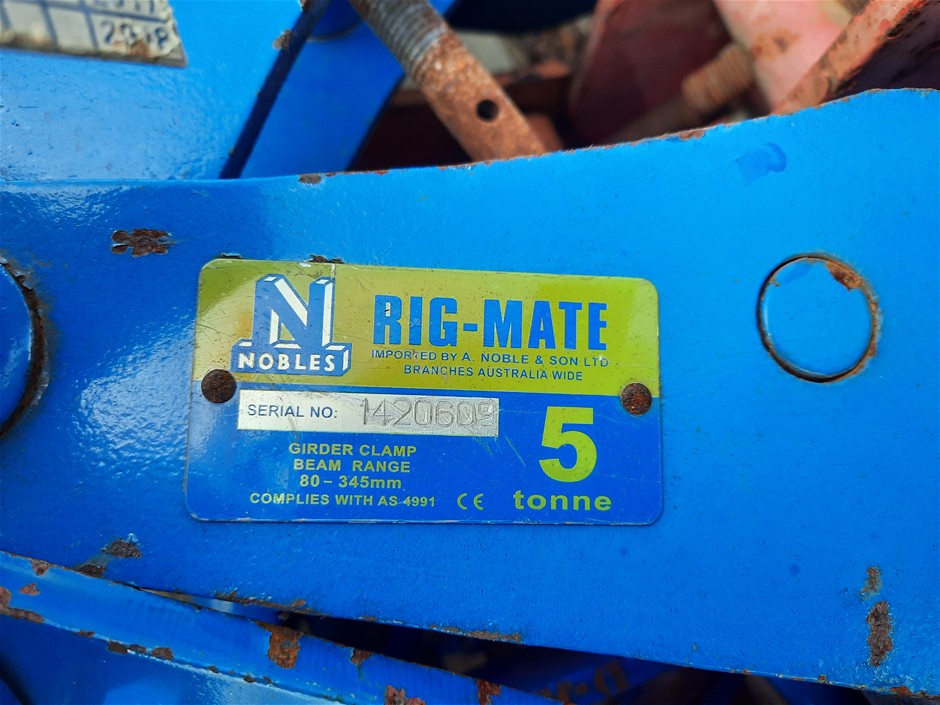 N
NOBLES
RIG-MATE
IMPORTED BY A. NOBLE & SON LTD
BRANCHES AUSTRALIA WIDE
SERIAL NO: 1420609
GIRDER CLAMP
BEAM RANGE
80 - 345mm
COMPLIES WITH AS 4991 CE
5
tonne